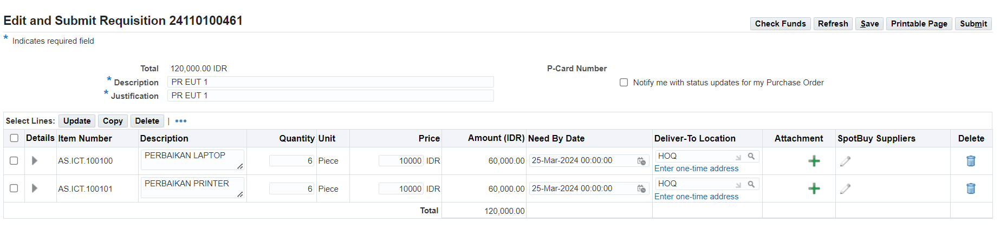 Edit and Submit Requisition 24110100461
Check Funds Refresh Save Printable Page Submit
* Indicates required field
Total 120,000.00 IDR P-Card Number
* Description PR EUT 1 Notify me with status updates for my Purchase Order
* Justification PR EUT 1
Select Lines: Update Copy Delete | •••
Details Item Number Description Quantity Unit Price Amount (IDR) Need By Date Deliver-To Location Attachment SpotBuy Suppliers Delete
AS.ICT.100100 PERBAIKAN LAPTOP 6 Piece 10000 IDR 60,000.00 25-Mar-2024 00:00:00 HOQ
Enter one-time address
AS.ICT.100101 PERBAIKAN PRINTER 6 Piece 10000 IDR 60,000.00 25-Mar-2024 00:00:00 HOQ
Enter one-time address
Total 120,000.00